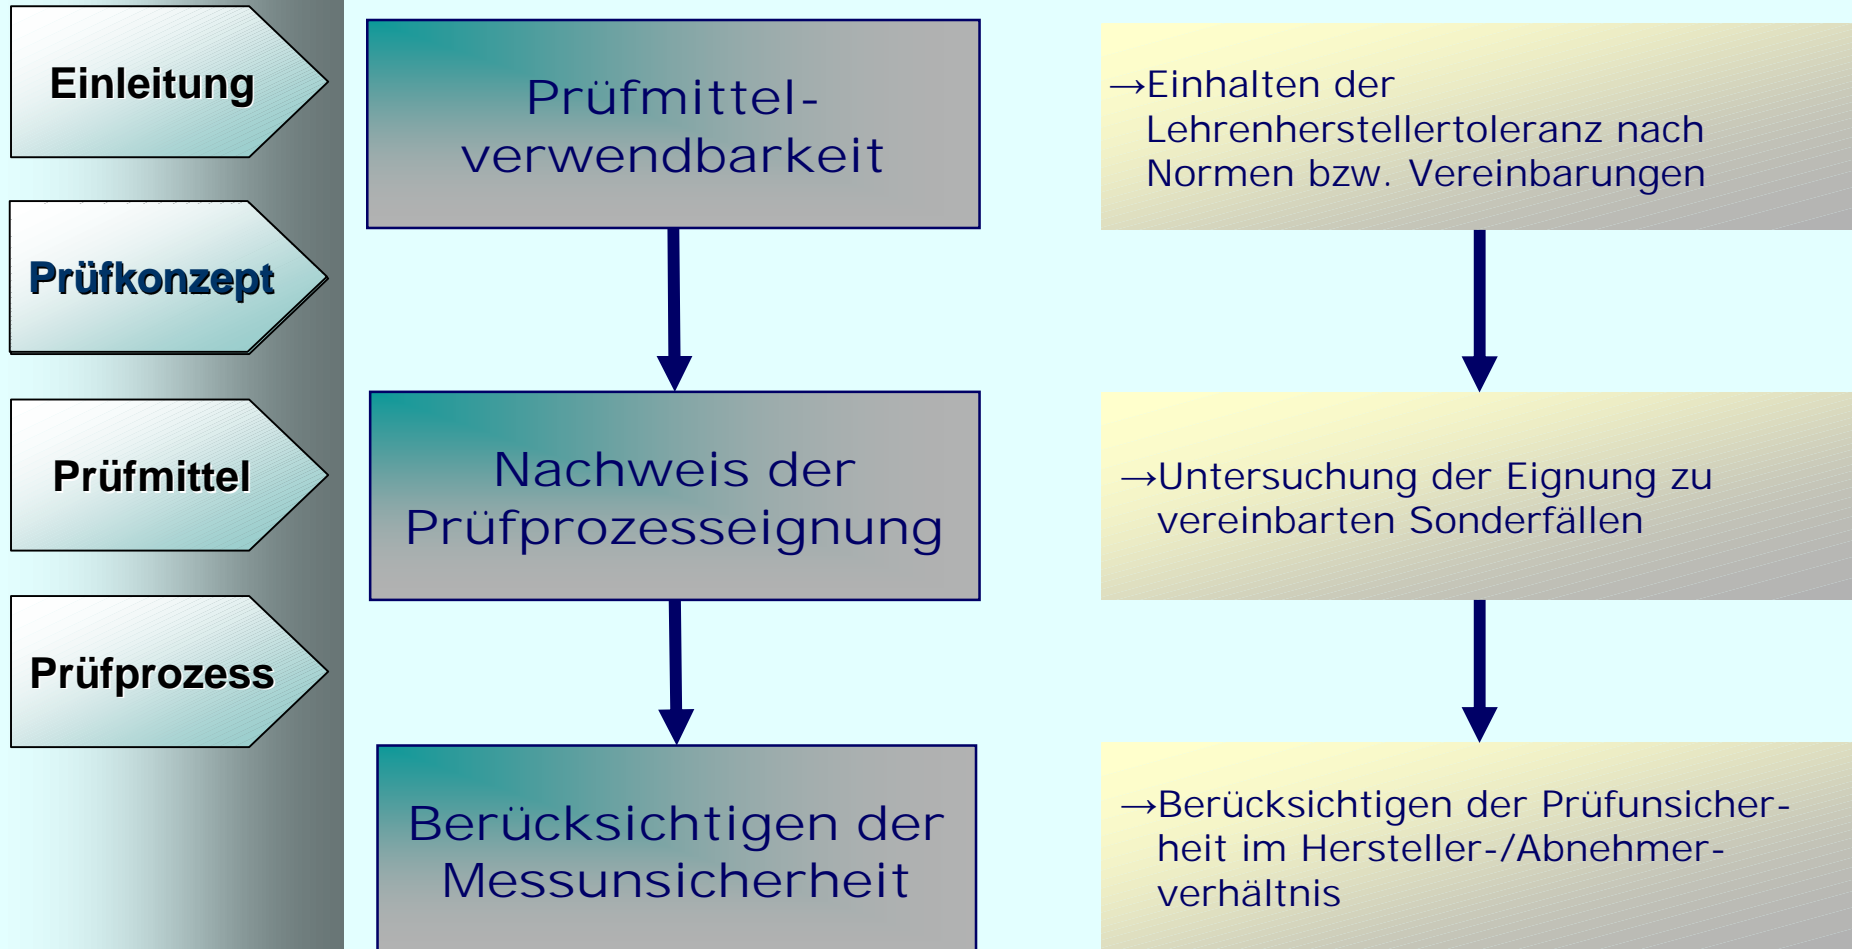 Einleitung
Prüfkonzept
Prüfmittel
Prüfprozess
Prüfmittel-
verwendbarkeit
→Einhalten der
Lehrenherstellertoleranz nach
Normen bzw. Vereinbarungen
Nachweis der
Prüfprozesseignung
→Untersuchung der Eignung zu
vereinbarten Sonderfällen
Berücksichtigen der
Messunsicherheit
→Berücksichtigen der Prüfunsicher-
heit im Hersteller-/Abnehmer-
verhältnis